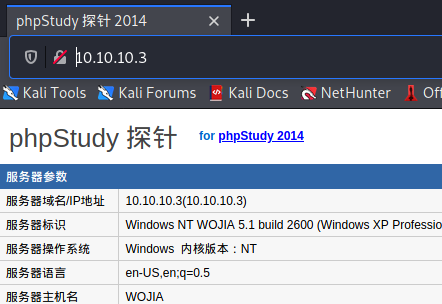 phpStudy 探针 2014
10.10.10.3
Kali Tools Kali Forums Kali Docs NetHunter Off
phpStudy 探针 for phpStudy 2014
服务器参数
服务器域名/IP地址 10.10.10.3(10.10.10.3)
服务器标识 Windows NT WOJIA 5.1 build 2600 (Windows XP Professio
服务器操作系统 Windows 内核版本：NT
服务器语言 en-US,en;q=0.5
服务器主机名 WOJIA